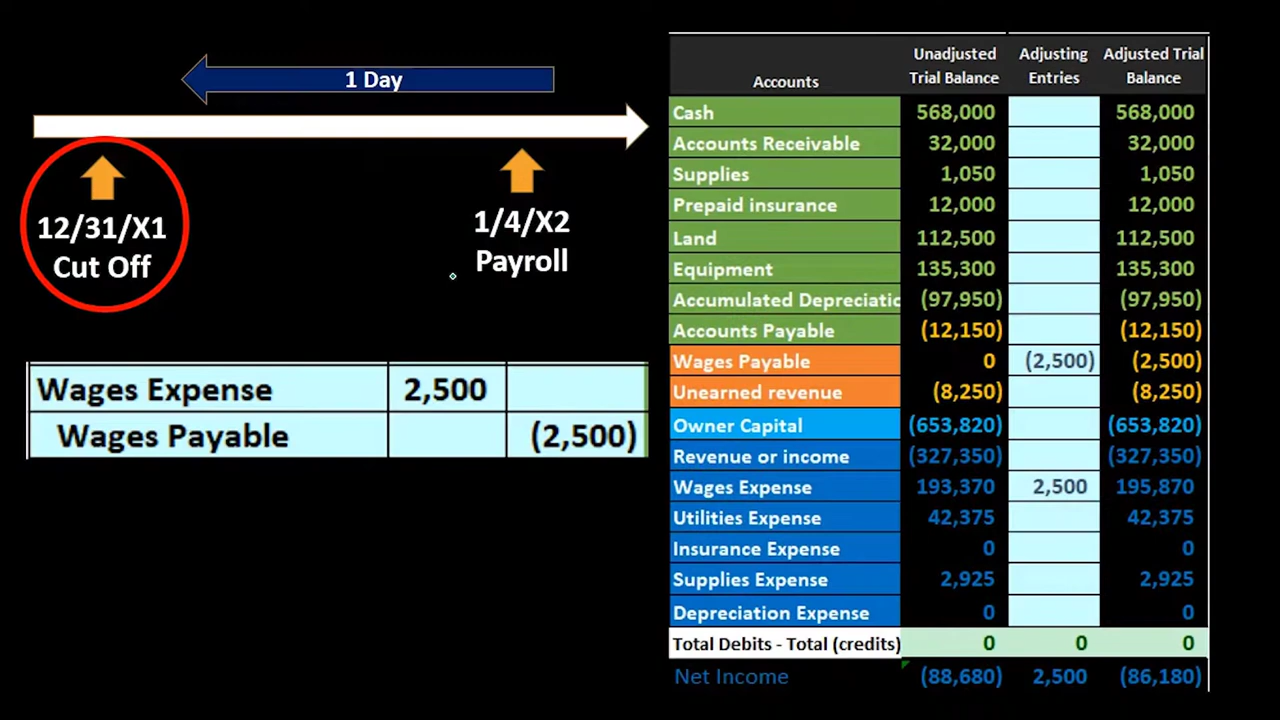 1 Day
12/31/X1
Cut Off
1/4/X2
Payroll
Wages Expense 2,500
Wages Payable (2,500)
Accounts Unadjusted Trial Balance Adjusting Entries Adjusted Trial Balance
Cash 568,000 568,000
Accounts Receivable 32,000 32,000
Supplies 1,050 1,050
Prepaid insurance 12,000 12,000
Land 112,500 112,500
Equipment 135,300 135,300
Accumulated Depreciatio (97,950) (97,950)
Accounts Payable (12,150) (12,150)
Wages Payable 0 (2,500) (2,500)
Unearned revenue (8,250) (8,250)
Owner Capital (653,820) (653,820)
Revenue or income (327,350) (327,350)
Wages Expense 193,370 2,500 195,870
Utilities Expense 42,375 42,375
Insurance Expense 0 0
Supplies Expense 2,925 2,925
Depreciation Expense 0 0
Total Debits - Total (credits) 0 0 0
Net Income (88,680) 2,500 (86,180)